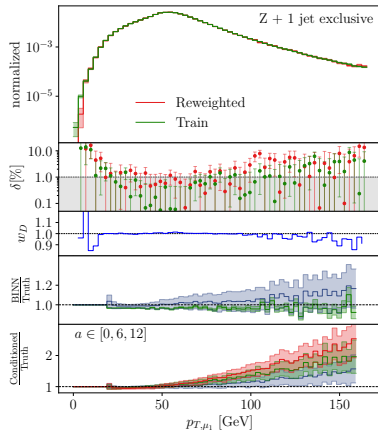 Z + 1 jet exclusive
normalized
10⁻³
10⁻⁵
Reweighted
Train
δ[%]
10.0
1.0
0.1
w_D
1.0
0.9
BINN
Truth
1.2
1.0
a ∈ [0, 6, 12]
Conditioned
Truth
2
1
0 50 100 150
p_{T,μ₁} [GeV]